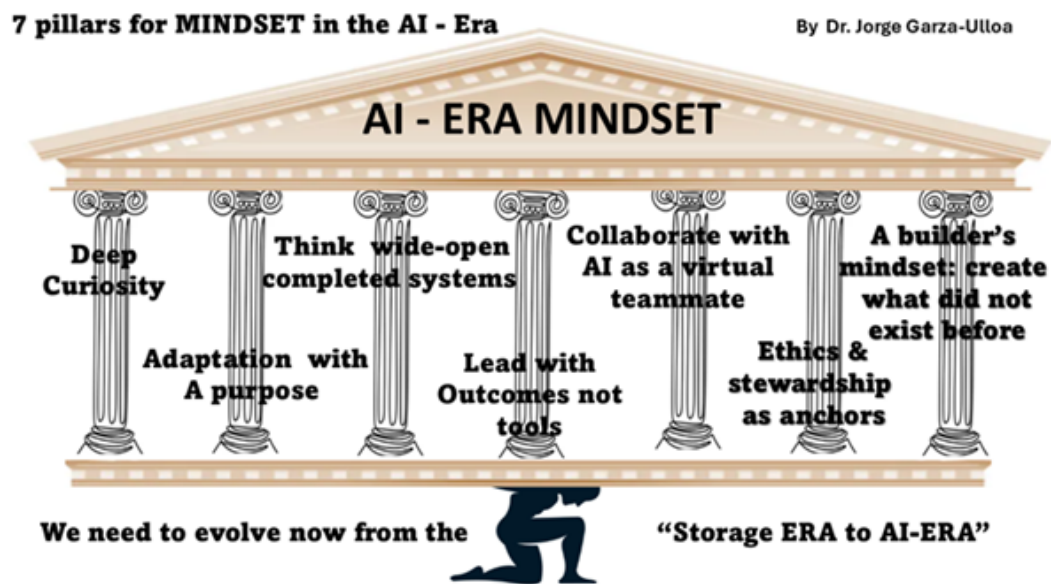 7 pillars for MINDSET in the AI - Era
By Dr. Jorge Garza-Ulloa
AI - ERA MINDSET
Deep
Curiosity
Adaptation with
A purpose
Think wide-open
completed systems
Lead with
Outcomes not
tools
Collaborate with
AI as a virtual
teammate
Ethics &
stewardship
as anchors
A builder's
mindset: create
what did not
exist before
We need to evolve now from the
“Storage ERA to AI-ERA”